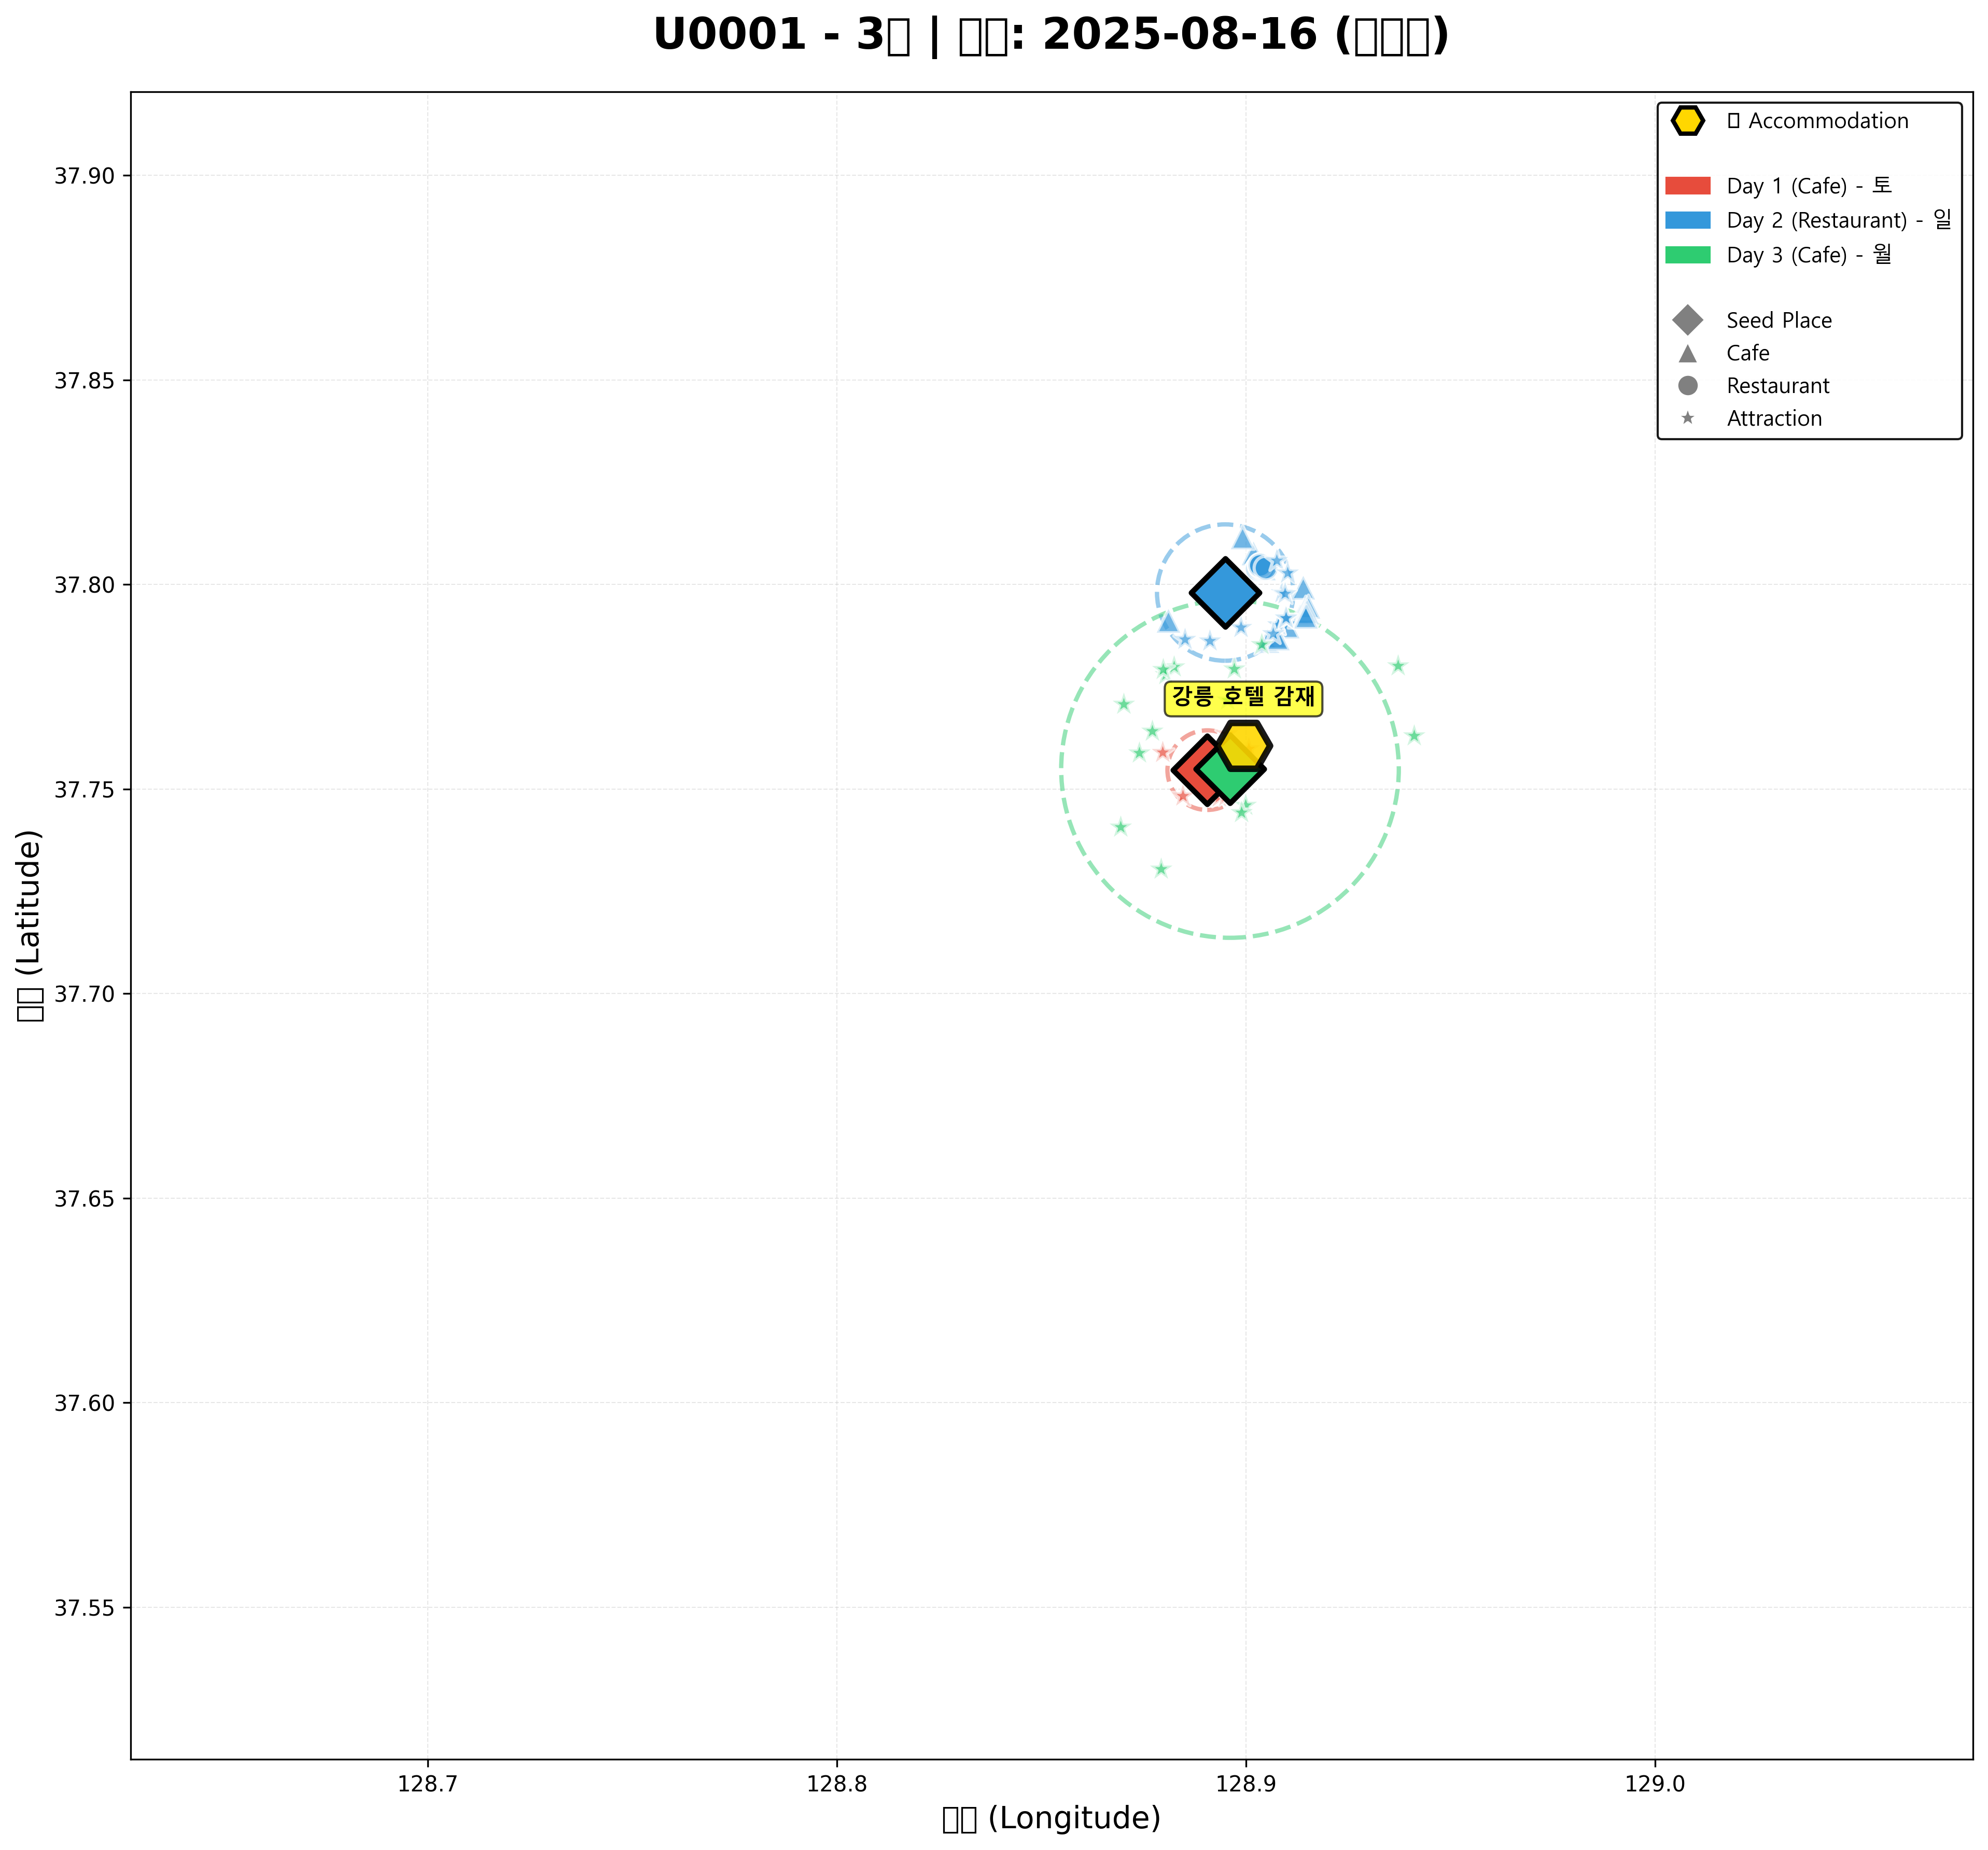 U0001 - 3□ | □□: 2025-08-16 (□□□)
□ Accommodation
Day 1 (Cafe) - 토
Day 2 (Restaurant) - 일
Day 3 (Cafe) - 월
Seed Place
Cafe
Restaurant
Attraction
37.90
37.85
37.80
37.75
37.70
37.65
37.60
37.55
강릉 호텔 감재
□□ (Latitude)
128.7
128.8
128.9
129.0
□□ (Longitude)